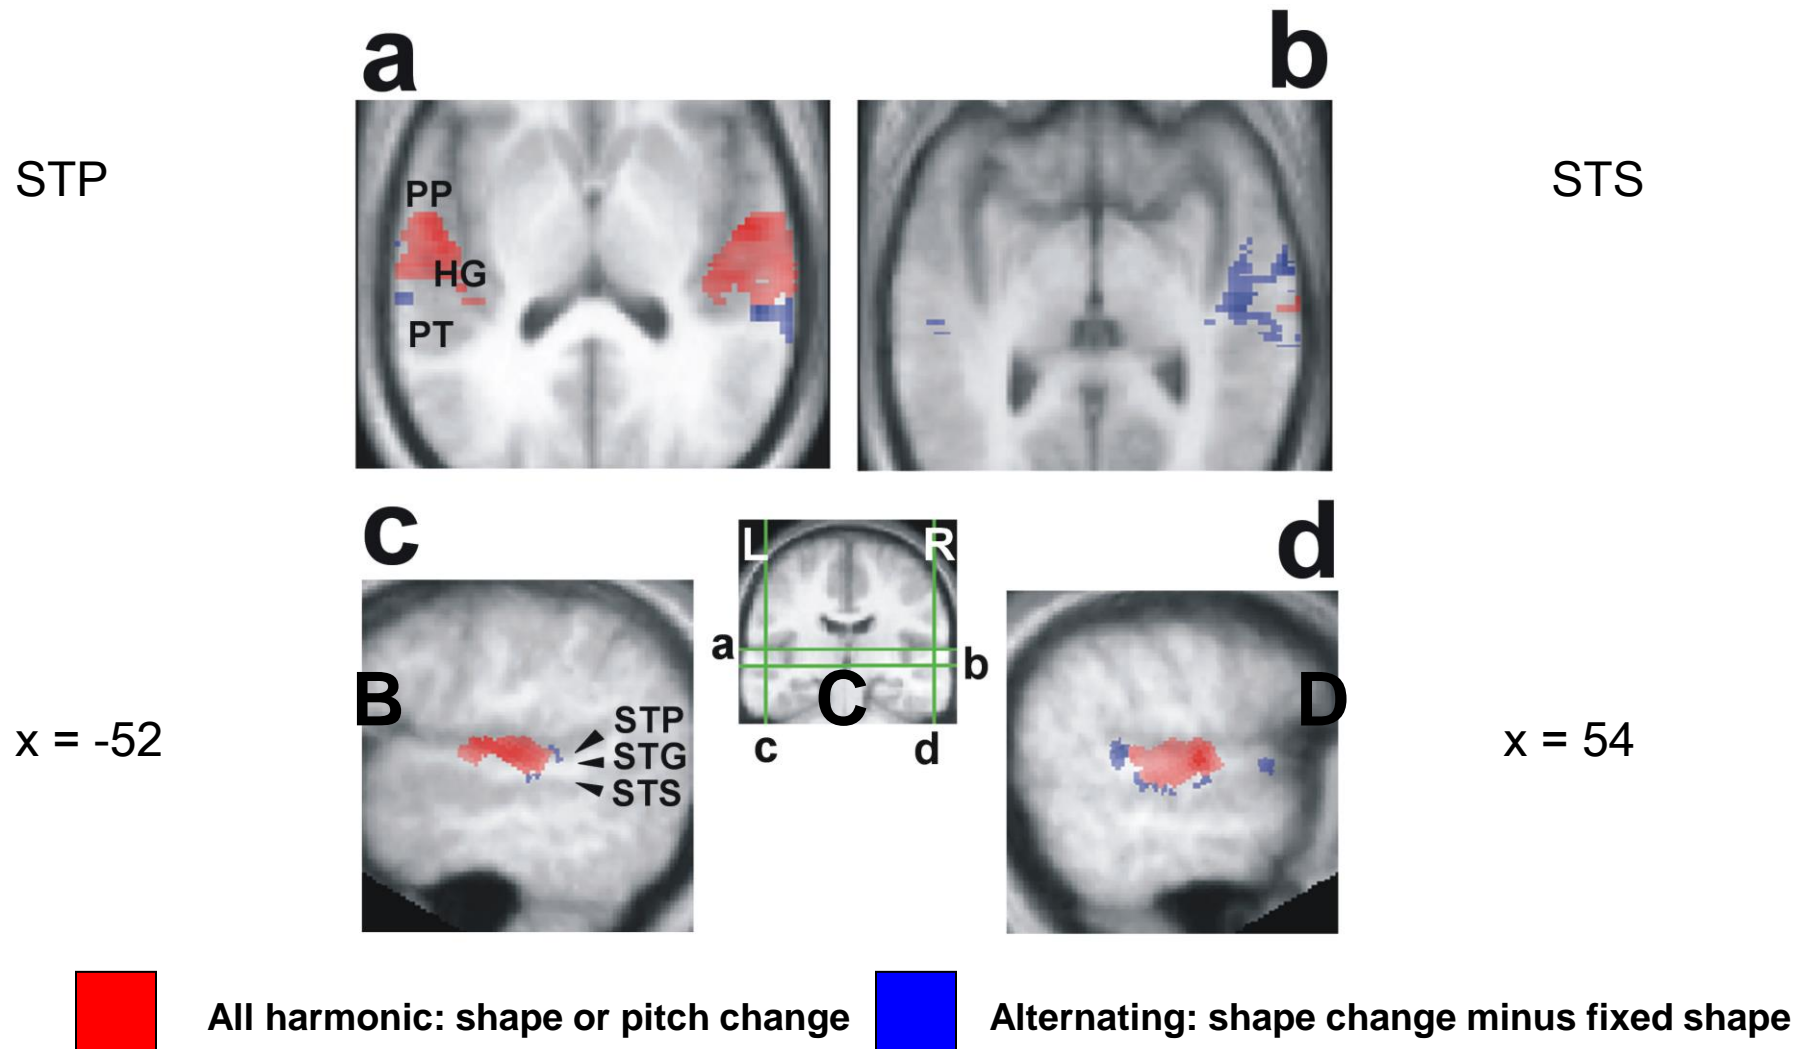 a
b
STP
STS
PP
HG
PT
c
L
R
d
a
b
B
C
D
STP
STG
STS
x = -52
c
d
x = 54
All harmonic: shape or pitch change
Alternating: shape change minus fixed shape